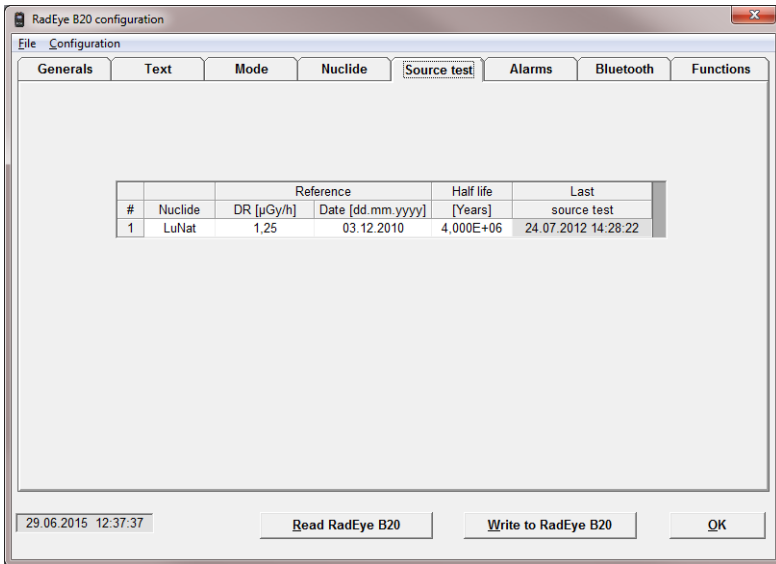 RadEye B20 configuration
File Configuration
Generals Text Mode Nuclide Source test Alarms Bluetooth Functions
Reference Half life Last
# Nuclide DR [µGy/h] Date [dd.mm.yyyy] [Years] source test
1 LuNat 1,25 03.12.2010 4,000E+06 24.07.2012 14:28:22
29.06.2015 12:37:37 Read RadEye B20 Write to RadEye B20 OK